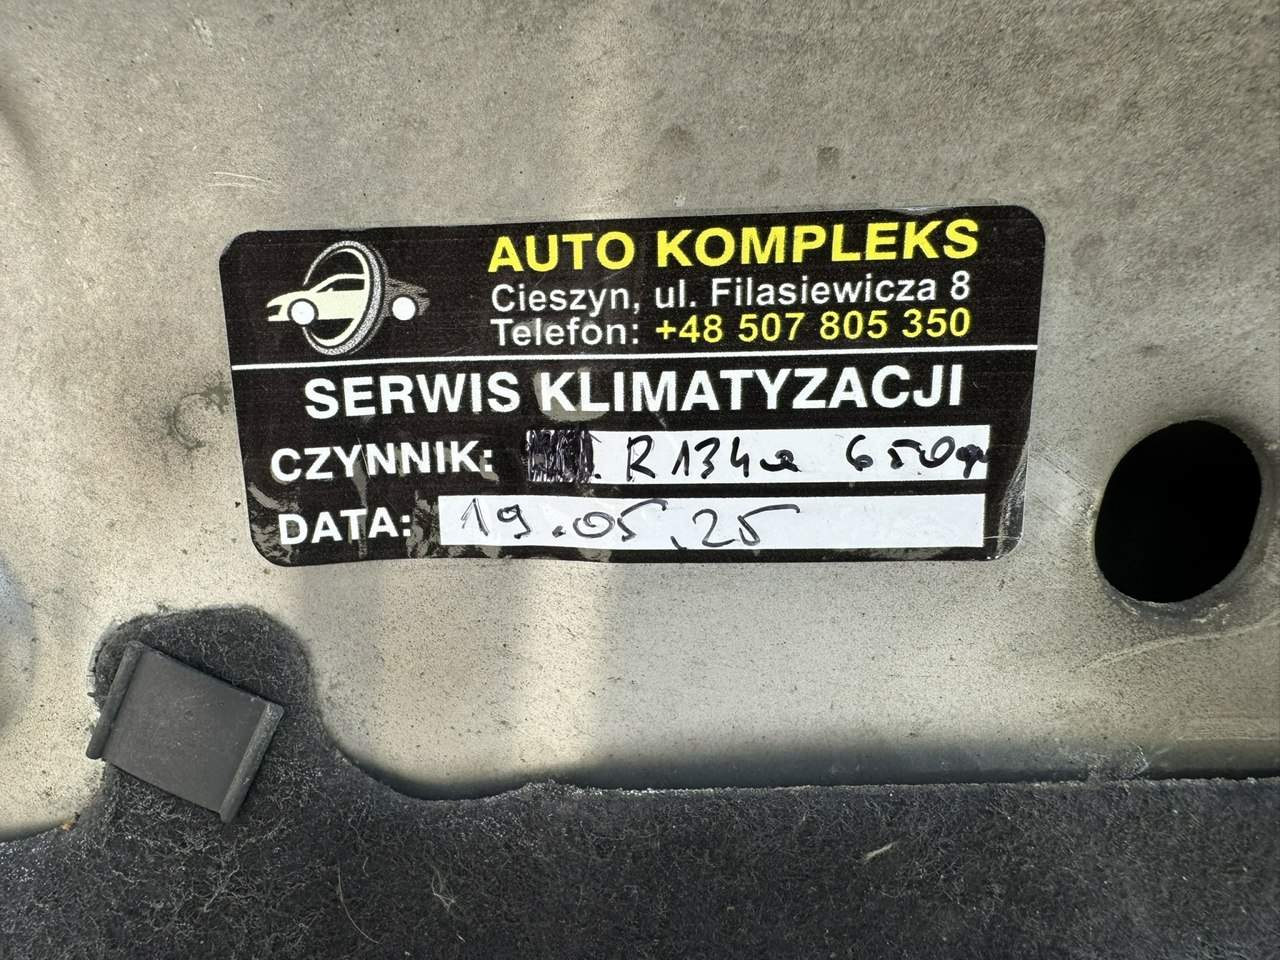 AUTO KOMPLEKS
Cieszyn, ul. Filasiewicza 8
Telefon: +48 507 805 350
SERWIS KLIMATYZACJI
CZYNNIK: R134a 650g
DATA: 19.05.25